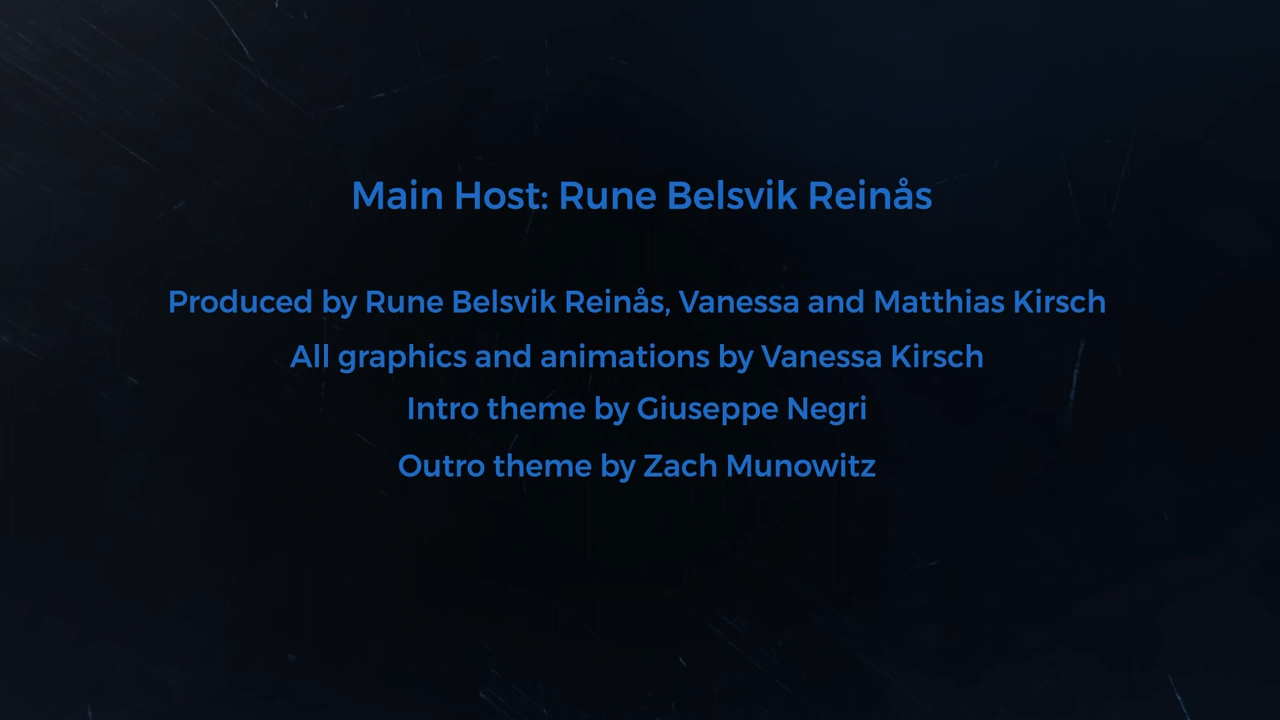 Main Host: Rune Belsvik Reinås
Produced by Rune Belsvik Reinås, Vanessa and Matthias Kirsch
All graphics and animations by Vanessa Kirsch
Intro theme by Giuseppe Negri
Outro theme by Zach Munowitz